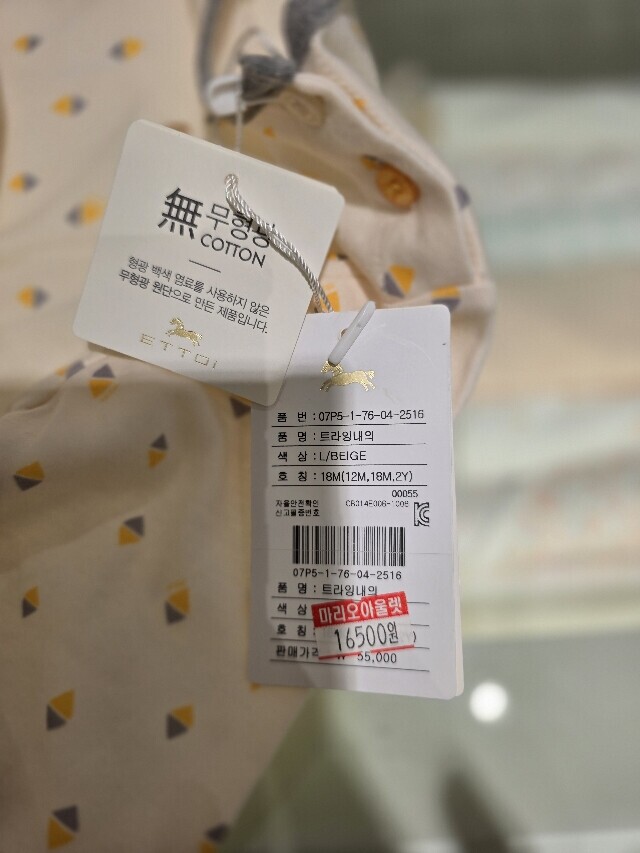 無 무형광
COTTON
형광 백색 염료를 사용하지 않은
무형광 원단으로 만든 제품입니다.
ETTOI
품 번 : 07P5-1-76-04-2516
품 명 : 트라잉내의
색 상 : L/BEIGE
호 칭 : 18M(12M,18M,2Y)
00055
자율안전확인
신고필증번호 CB014E006-1008
07P5-1-76-04-2516
품 명 : 트라잉내의
색 상
마리오아울렛
호 칭 :
16500원
판매가격
55,000